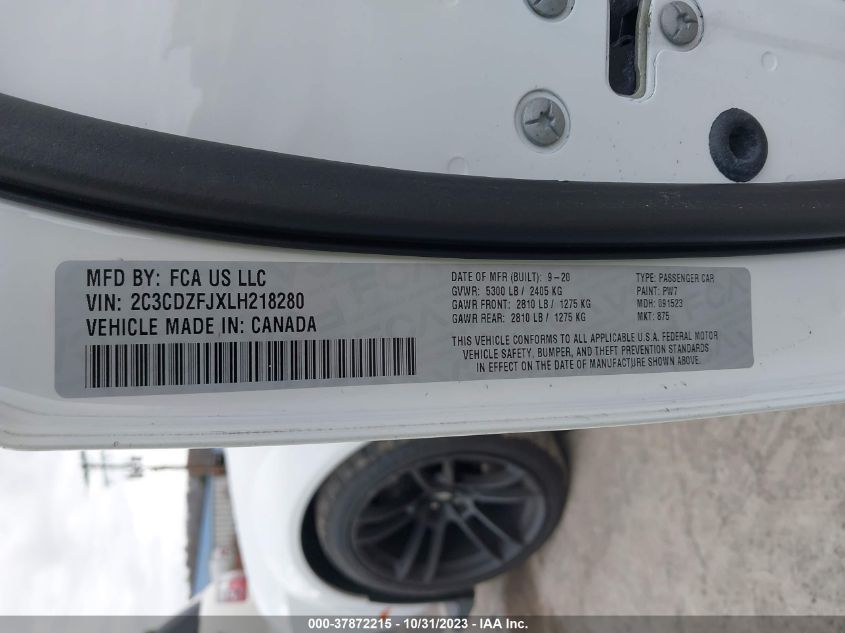 MFD BY: FCA US LLC
VIN: 2C3CDZFJXLH218280
VEHICLE MADE IN: CANADA
DATE OF MFR (BUILT): 9-20
GVWR: 5300 LB / 2405 KG
GAWR FRONT: 2810 LB / 1275 KG
GAWR REAR: 2810 LB / 1275 KG
TYPE: PASSENGER CAR
PAINT: PW7
MDH: 091523
MKT: 875
THIS VEHICLE CONFORMS TO ALL APPLICABLE U.S.A. FEDERAL MOTOR
VEHICLE SAFETY, BUMPER, AND THEFT PREVENTION STANDARDS
IN EFFECT ON THE DATE OF MANUFACTURE SHOWN ABOVE.
000-37872215 - 10/31/2023 - IAA Inc.